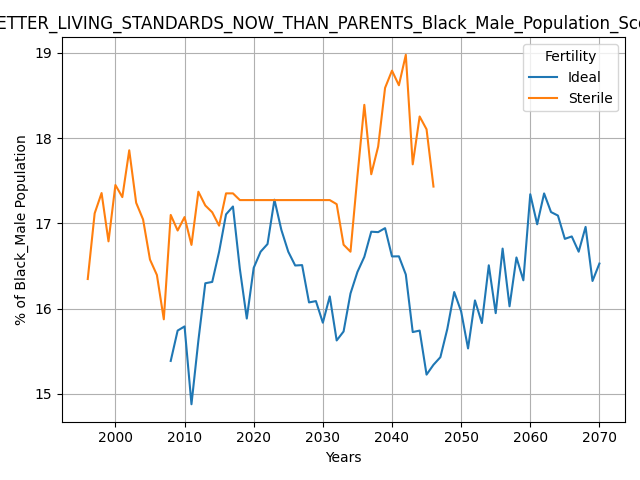 ETTER_LIVING_STANDARDS_NOW_THAN_PARENTS_Black_Male_Population_Sc
Fertility
Ideal
Sterile
% of Black_Male Population
19
18
17
16
15
2000 2010 2020 2030 2040 2050 2060 2070
Years